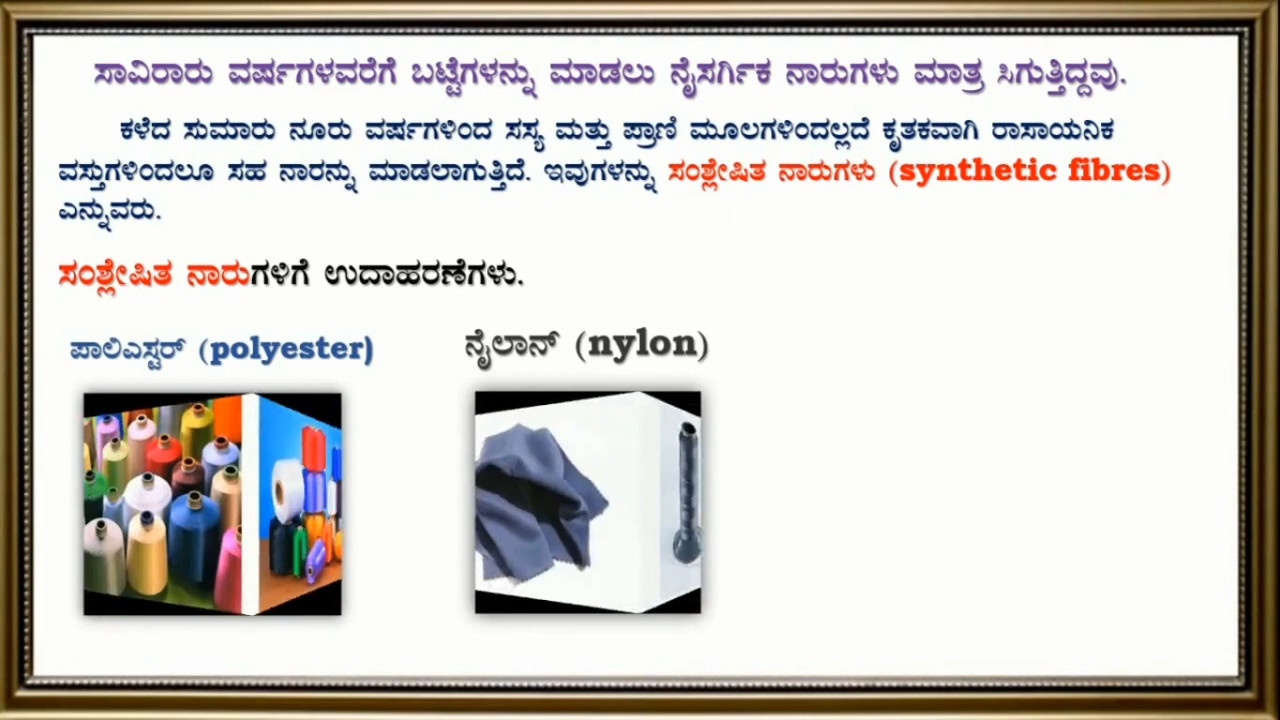 ಸಾವಿರಾರು ವರ್ಷಗಳವರೆಗೆ ಬಟ್ಟೆಗಳನ್ನು ಮಾಡಲು ನೈಸರ್ಗಿಕ ನಾರುಗಳು ಮಾತ್ರ ಸಿಗುತ್ತಿದ್ದವು.
ಕಳೆದ ಸುಮಾರು ನೂರು ವರ್ಷಗಳಿಂದ ಸಸ್ಯ ಮತ್ತು ಪ್ರಾಣಿ ಮೂಲಗಳಿಂದಲ್ಲದೆ ಕೃತಕವಾಗಿ ರಾಸಾಯನಿಕ
ವಸ್ತುಗಳಿಂದಲೂ ಸಹ ನಾರನ್ನು ಮಾಡಲಾಗುತ್ತಿದೆ. ಇವುಗಳನ್ನು ಸಂಶ್ಲೇಷಿತ ನಾರುಗಳು (synthetic fibres)
ಎನ್ನುವರು.
ಸಂಶ್ಲೇಷಿತ ನಾರುಗಳಿಗೆ ಉದಾಹರಣೆಗಳು.
ಪಾಲಿಎಸ್ಟರ್ (polyester)
ನೈಲಾನ್ (nylon)